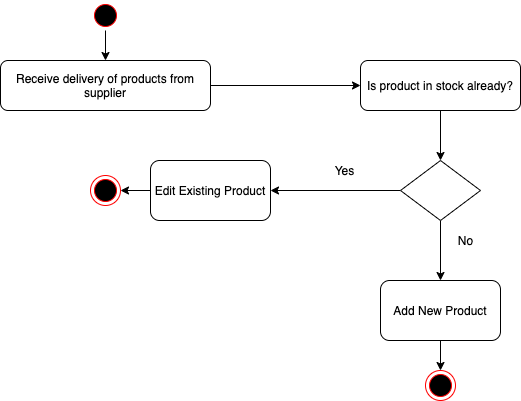 Receive delivery of products from
supplier
Is product in stock already?
Yes
Edit Existing Product
No
Add New Product